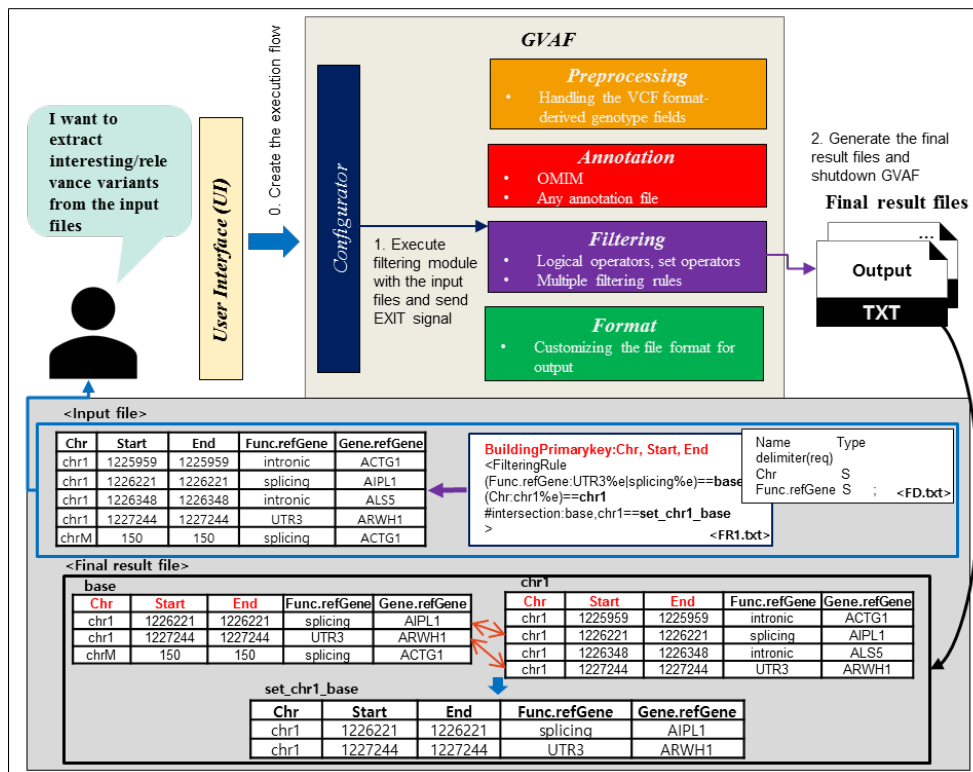 GVAF
I want to
extract
interesting/rele
vance variants
from the input
files
User Interface (UI)
0. Create the execution flow
Configurator
Preprocessing
• Handling the VCF format-
derived genotype fields
Annotation
• OMIM
• Any annotation file
1. Execute
filtering module
with the input
files and send
EXIT signal
Filtering
• Logical operators, set operators
• Multiple filtering rules
Format
• Customizing the file format for
output
2. Generate the final
result files and
shutdown GVAF
Final result files
...
Output
TXT
<Input file>
Chr Start End Func.refGene Gene.refGene
chr1 1225959 1225959 intronic ACTG1
chr1 1226221 1226221 splicing AIPL1
chr1 1226348 1226348 intronic ALS5
chr1 1227244 1227244 UTR3 ARWH1
chrM 150 150 splicing ACTG1
BuildingPrimarykey:Chr, Start, End
<FilteringRule
(Func.refGene:UTR3%e|splicing%e)==base
(Chr:chr1%e)==chr1
#intersection:base,chr1==set_chr1_base
>
<FR1.txt>
Name Type
delimiter(req)
Chr S
Func.refGene S ;
<FD.txt>
<Final result file>
base
Chr Start End Func.refGene Gene.refGene
chr1 1226221 1226221 splicing AIPL1
chr1 1227244 1227244 UTR3 ARWH1
chrM 150 150 splicing ACTG1
chr1
Chr Start End Func.refGene Gene.refGene
chr1 1225959 1225959 intronic ACTG1
chr1 1226221 1226221 splicing AIPL1
chr1 1226348 1226348 intronic ALS5
chr1 1227244 1227244 UTR3 ARWH1
set_chr1_base
Chr Start End Func.refGene Gene.refGene
chr1 1226221 1226221 splicing AIPL1
chr1 1227244 1227244 UTR3 ARWH1